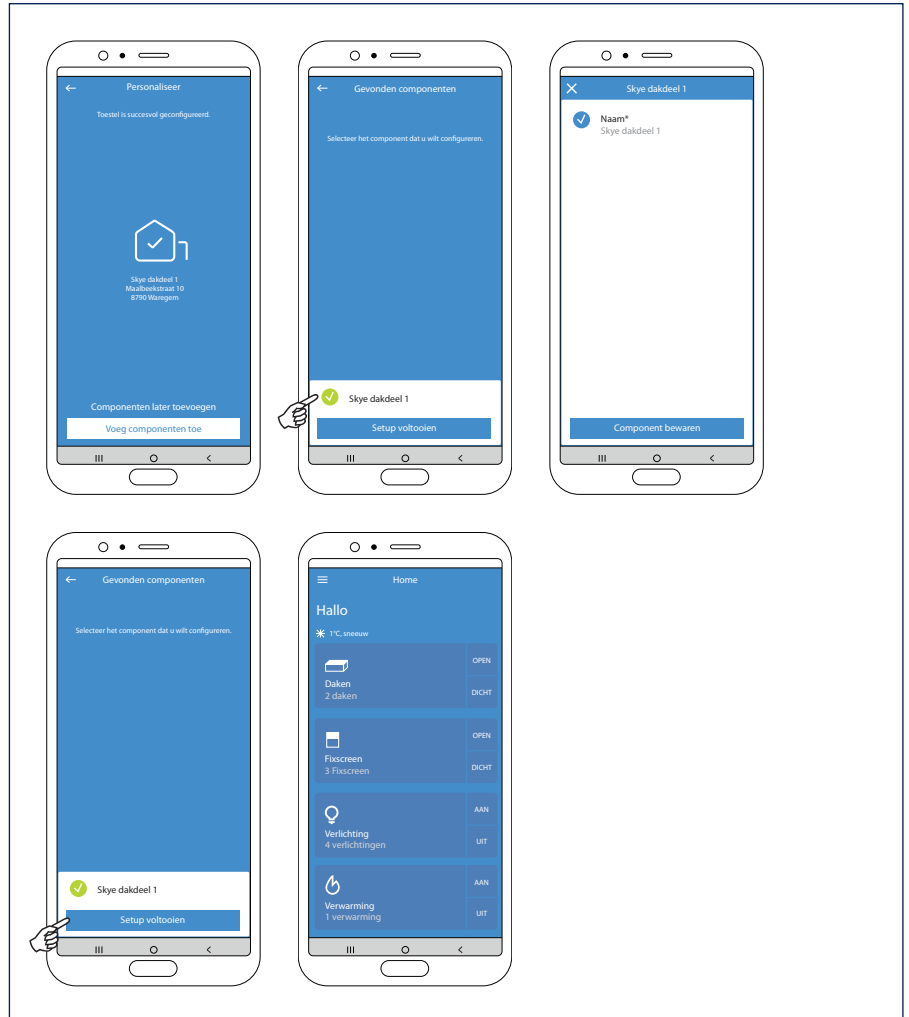 Personaliseer
Toestel is succesvol geconfigureerd.
Skye dakdeel 1
Maalbeekstraat 10
8790 Waregem
Componenten later toevoegen
Voeg componenten toe
Gevonden componenten
Selecteer het component dat u wilt configureren.
Skye dakdeel 1
Setup voltooien
Skye dakdeel 1
Naam*
Skye dakdeel 1
Component bewaren
Gevonden componenten
Selecteer het component dat u wilt configureren.
Skye dakdeel 1
Setup voltooien
Home
Hallo
1°C, sneeuw
Daken
2 daken
OPEN
DICHT
Fixscreen
3 Fixscreen
OPEN
DICHT
Verlichting
4 verlichtingen
AAN
UIT
Verwarming
1 verwarming
AAN
UIT